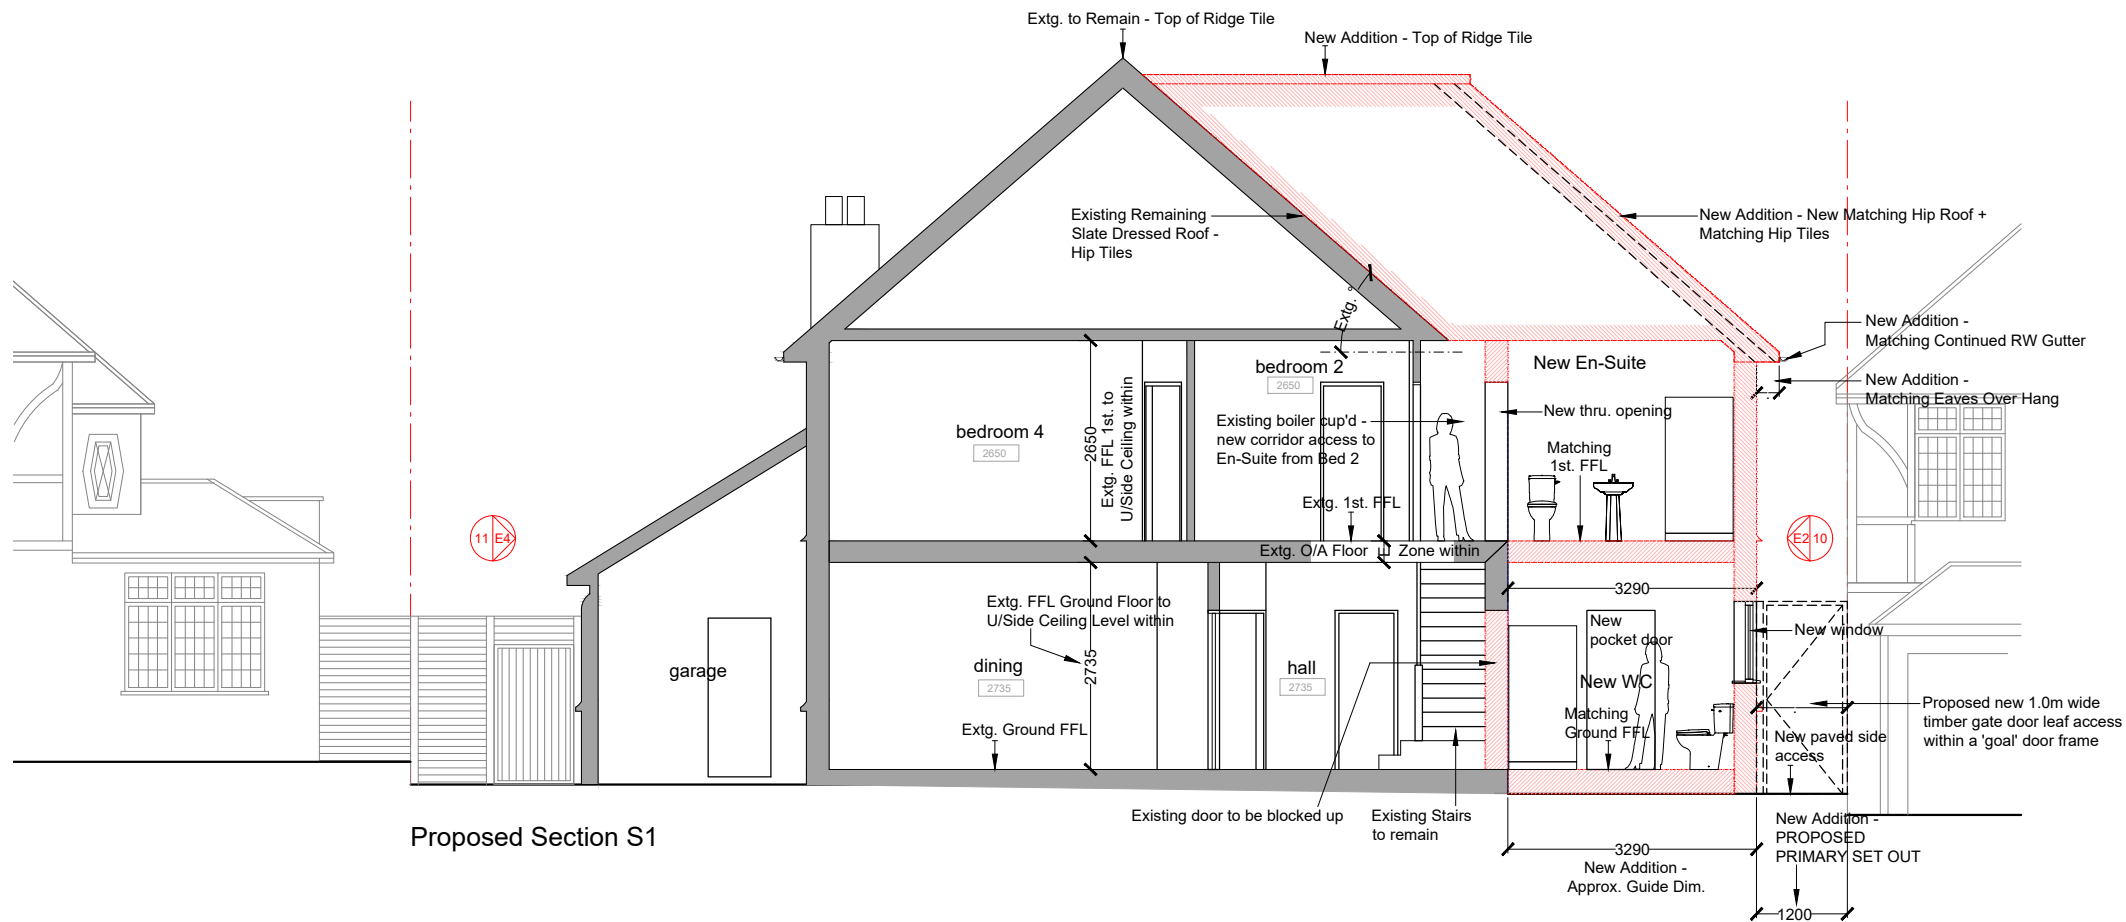 Extg. to Remain - Top of Ridge Tile
New Addition - Top of Ridge Tile
Existing Remaining
Slate Dressed Roof -
Hip Tiles
New Addition - New Matching Hip Roof +
Matching Hip Tiles
Extg. °
New Addition -
Matching Continued RW Gutter
New Addition -
Matching Eaves Over Hang
bedroom 4
2650
2650
Extg. FFL 1st. to
U/Side Ceiling within
bedroom 2
2650
New En-Suite
Existing boiler cup'd -
new corridor access to
En-Suite from Bed 2
New thru. opening
Matching
1st. FFL
Extg. 1st. FFL
Extg. O/A Floor
Zone within
11 E4
E2 10
3290
Extg. FFL Ground Floor to
U/Side Ceiling Level within
2735
garage
dining
2735
hall
2735
New
pocket door
New window
New WC
Matching
Ground FFL
Extg. Ground FFL
Proposed new 1.0m wide
timber gate door leaf access
within a 'goal' door frame
New paved side
access
Existing door to be blocked up
Existing Stairs
to remain
New Addition -
PROPOSED
PRIMARY SET OUT
3290
New Addition -
Approx. Guide Dim.
1200
Proposed Section S1